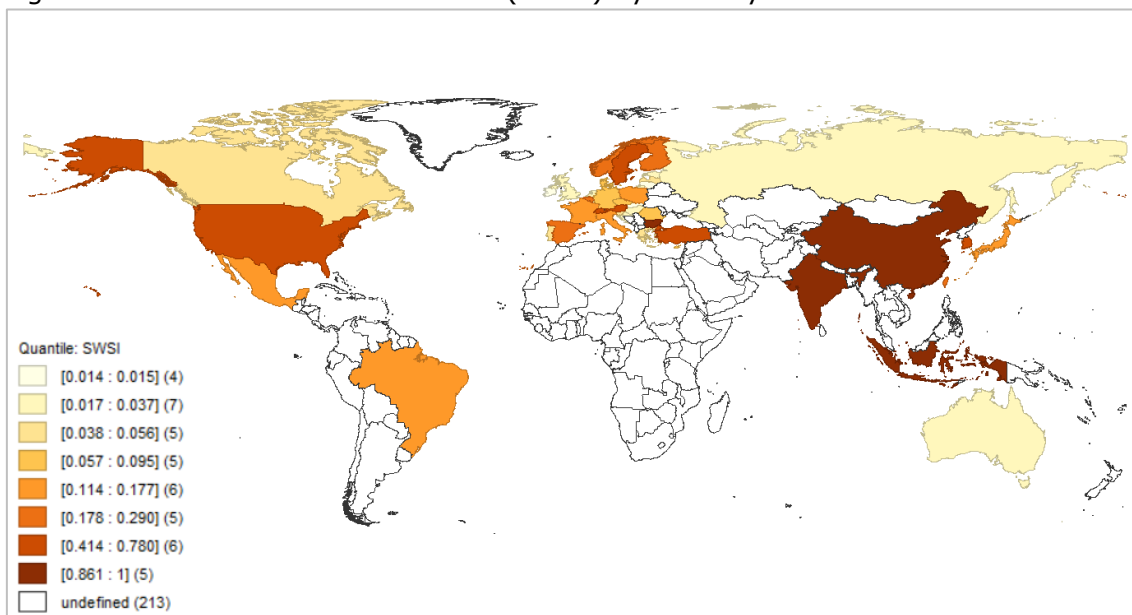 Quantile: SWSI
[0.014 : 0.015] (4)
[0.017 : 0.037] (7)
[0.038 : 0.056] (5)
[0.057 : 0.095] (5)
[0.114 : 0.177] (6)
[0.178 : 0.290] (5)
[0.414 : 0.780] (6)
[0.861 : 1] (5)
undefined (213)